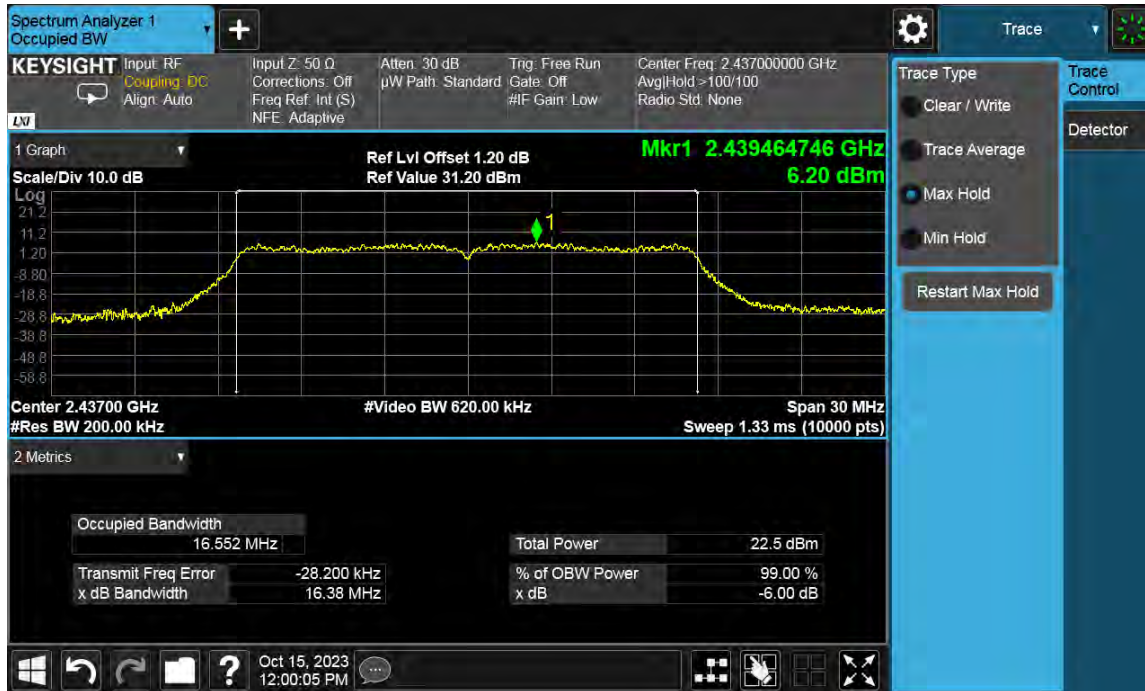 Spectrum Analyzer 1
Occupied BW
Trace
KEYSIGHT
Input: RF
Coupling: DC
Align: Auto
Input Z: 50 Ω
Corrections: Off
Freq Ref: Int (S)
NFE: Adaptive
Atten: 30 dB
µW Path: Standard
Trig: Free Run
Gate: Off
#IF Gain: Low
Center Freq: 2.437000000 GHz
Avg|Hold:>100/100
Radio Std: None
LXI
1 Graph
Scale/Div 10.0 dB
Ref Lvl Offset 1.20 dB
Ref Value 31.20 dBm
Mkr1 2.439464746 GHz
6.20 dBm
Log
21.2
11.2
1.20
-8.80
-18.8
-28.8
-38.8
-48.8
-58.8
1
Center 2.43700 GHz
#Video BW 620.00 kHz
Span 30 MHz
#Res BW 200.00 kHz
Sweep 1.33 ms (10000 pts)
2 Metrics
Occupied Bandwidth
16.552 MHz
Total Power 22.5 dBm
Transmit Freq Error -28.200 kHz
% of OBW Power 99.00 %
x dB Bandwidth 16.38 MHz
x dB -6.00 dB
Oct 15, 2023
12:00:05 PM
Trace Type
Clear / Write
Trace Average
Max Hold
Min Hold
Restart Max Hold
Trace
Control
Detector